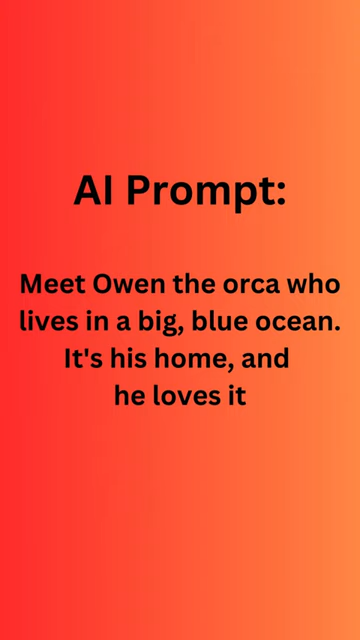 AI Prompt:
Meet Owen the orca who
lives in a big, blue ocean.
It's his home, and
he loves it